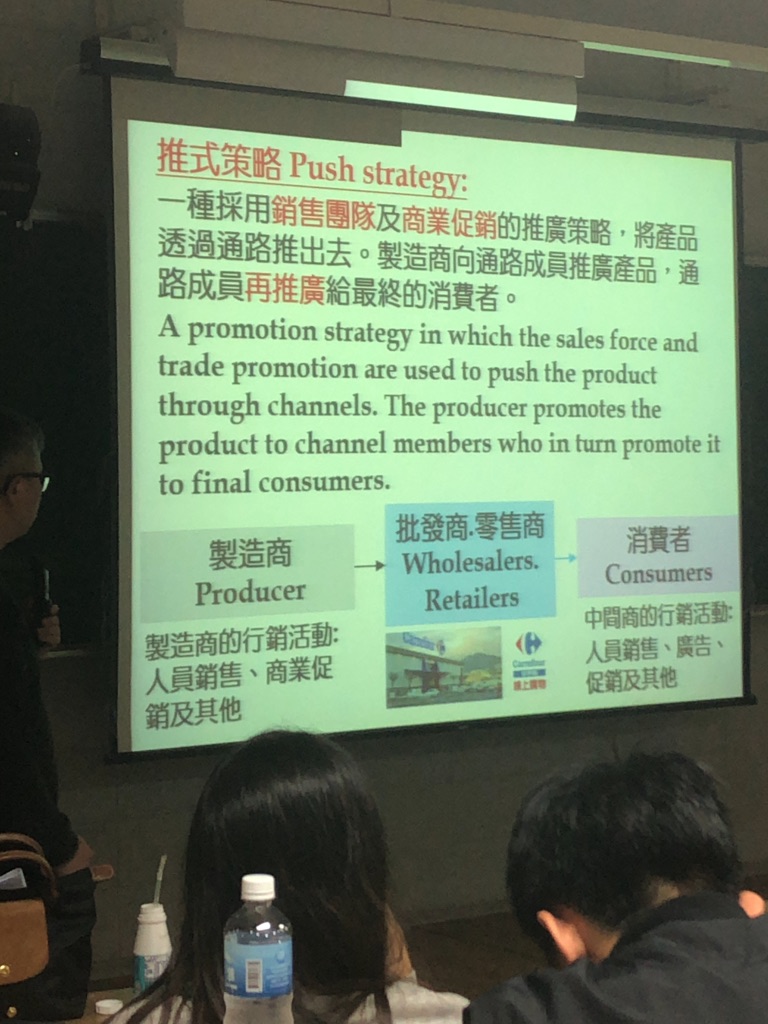 推式策略 Push strategy:
一種採用銷售團隊及商業促銷的推廣策略，將產品
透過通路推出去。製造商向通路成員推廣產品，通
路成員再推廣給最終的消費者。
A promotion strategy in which the sales force and
trade promotion are used to push the product
through channels. The producer promotes the
product to channel members who in turn promote it
to final consumers.
製造商
Producer
批發商.零售商
Wholesalers.
Retailers
消費者
Consumers
製造商的行銷活動:
人員銷售、商業促
銷及其他
Carrefour
Carrefour
線上購物
中間商的行銷活動:
人員銷售、廣告、
促銷及其他